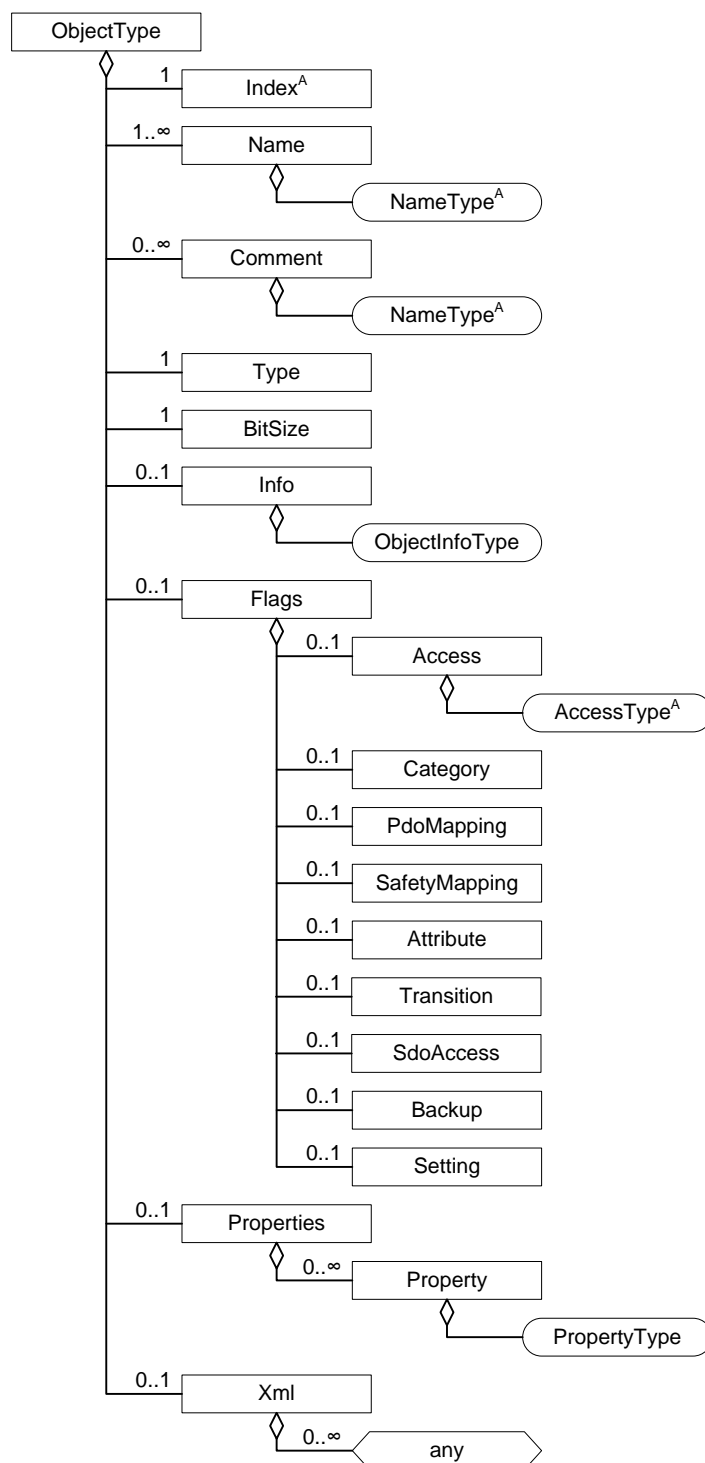 ObjectType
1
Index^A
1..∞
Name
NameType^A
0..∞
Comment
NameType^A
1
Type
1
BitSize
0..1
Info
ObjectInfoType
0..1
Flags
0..1
Access
AccessType^A
0..1
Category
0..1
PdoMapping
0..1
SafetyMapping
0..1
Attribute
0..1
Transition
0..1
SdoAccess
0..1
Backup
0..1
Setting
0..1
Properties
0..∞
Property
PropertyType
0..1
Xml
0..∞
any